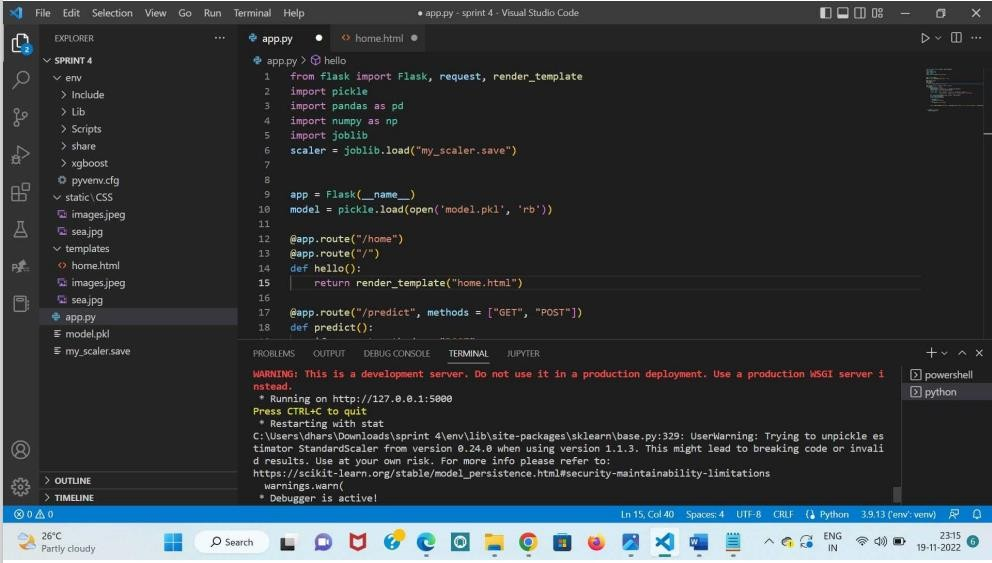 File Edit Selection View Go Run Terminal Help
● app.py - sprint 4 - Visual Studio Code
EXPLORER
SPRINT 4
env
Include
Lib
Scripts
share
xgboost
pyvenv.cfg
static\CSS
images.jpeg
sea.jpg
templates
home.html
images.jpeg
sea.jpg
app.py
model.pkl
my_scaler.save
OUTLINE
TIMELINE
app.py ● home.html ●
app.py > hello
1 from flask import Flask, request, render_template
2 import pickle
3 import pandas as pd
4 import numpy as np
5 import joblib
6 scaler = joblib.load("my_scaler.save")
7
8
9 app = Flask(__name__)
10 model = pickle.load(open('model.pkl', 'rb'))
11
12 @app.route("/home")
13 @app.route("/")
14 def hello():
15 return render_template("home.html")
16
17 @app.route("/predict", methods = ["GET", "POST"])
18 def predict():
PROBLEMS OUTPUT DEBUG CONSOLE TERMINAL JUPYTER
WARNING: This is a development server. Do not use it in a production deployment. Use a production WSGI server i
nstead.
* Running on http://127.0.0.1:5000
Press CTRL+C to quit
* Restarting with stat
C:\Users\dhars\Downloads\sprint 4\env\lib\site-packages\sklearn\base.py:329: UserWarning: Trying to unpickle es
timator StandardScaler from version 0.24.0 when using version 1.1.3. This might lead to breaking code or invali
d results. Use at your own risk. For more info please refer to:
https://scikit-learn.org/stable/model_persistence.html#security-maintainability-limitations
warnings.warn(
* Debugger is active!
powershell
python
0 0 Ln 15, Col 40 Spaces: 4 UTF-8 CRLF Python 3.9.13 ('env': venv)
26°C
Partly cloudy
Search
ENG
IN
23:15
19-11-2022
6